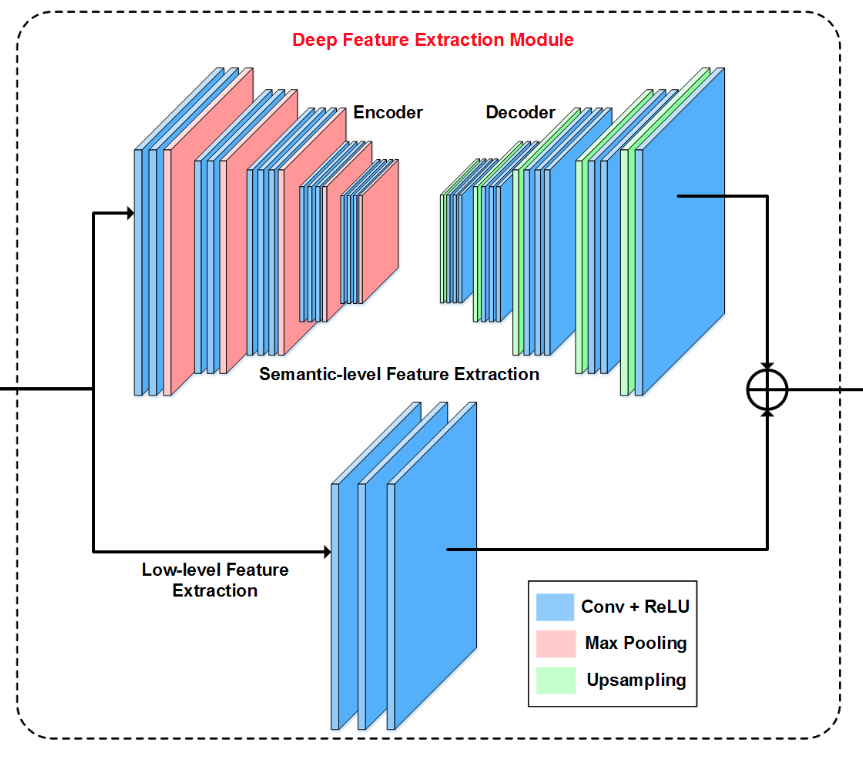 Deep Feature Extraction Module
Encoder
Decoder
Semantic-level Feature Extraction
Low-level Feature
Extraction
Conv + ReLU
Max Pooling
Upsampling